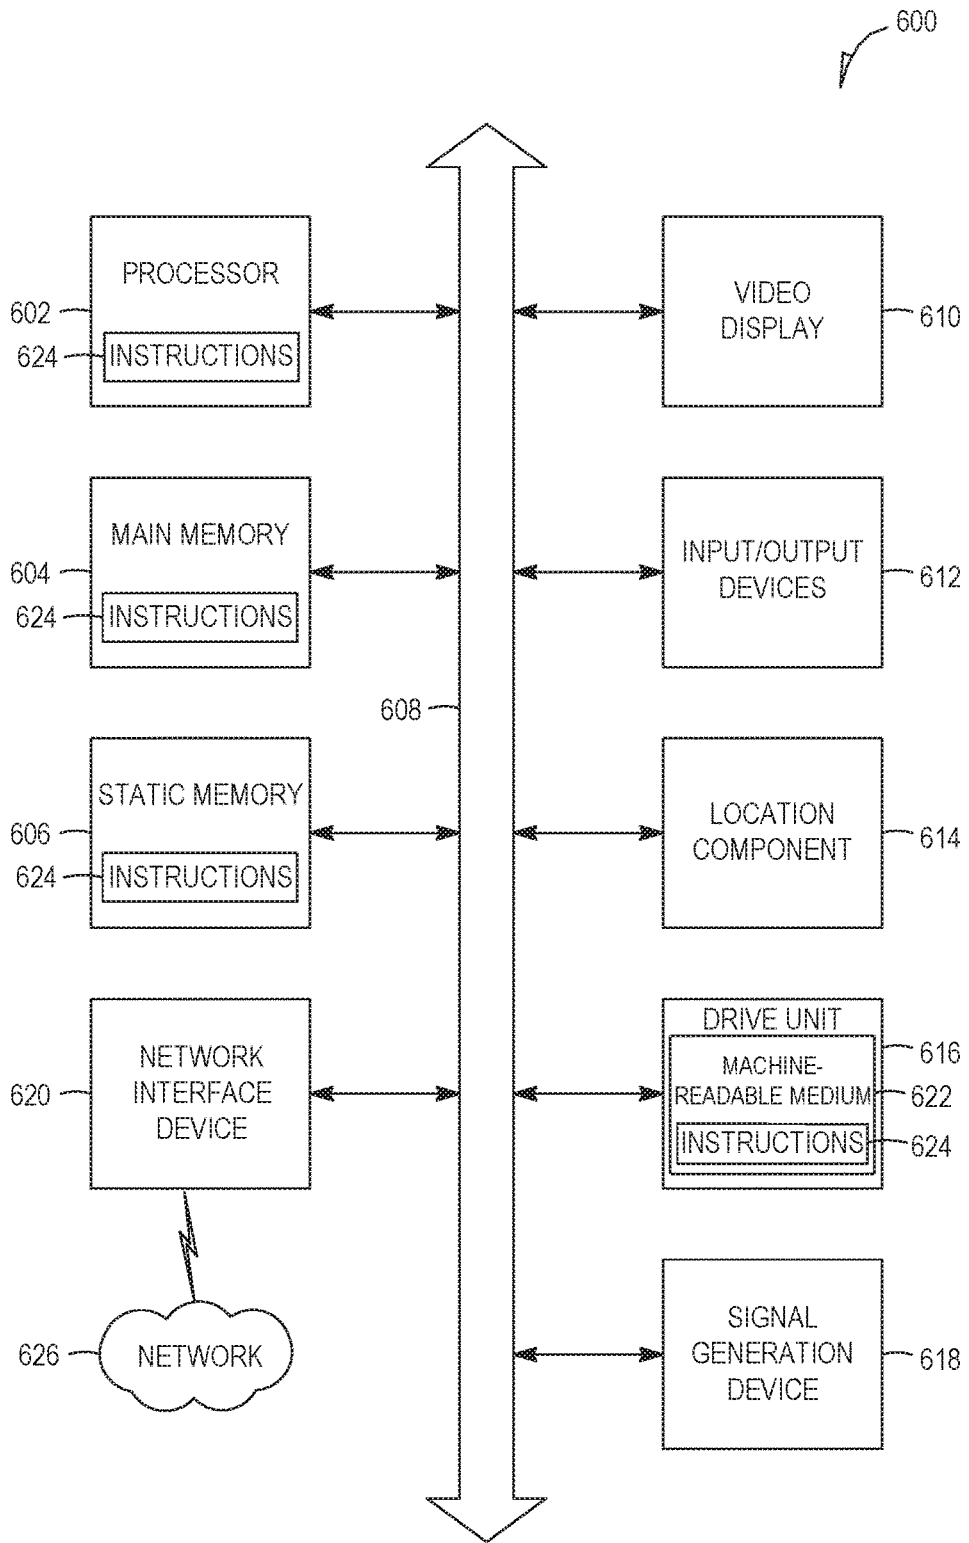 600
PROCESSOR
602
624
INSTRUCTIONS
VIDEO
DISPLAY
610
MAIN MEMORY
604
624
INSTRUCTIONS
INPUT/OUTPUT
DEVICES
612
608
STATIC MEMORY
606
624
INSTRUCTIONS
LOCATION
COMPONENT
614
NETWORK
INTERFACE
DEVICE
620
DRIVE UNIT
616
MACHINE-
READABLE MEDIUM
622
INSTRUCTIONS
624
626
NETWORK
SIGNAL
GENERATION
DEVICE
618